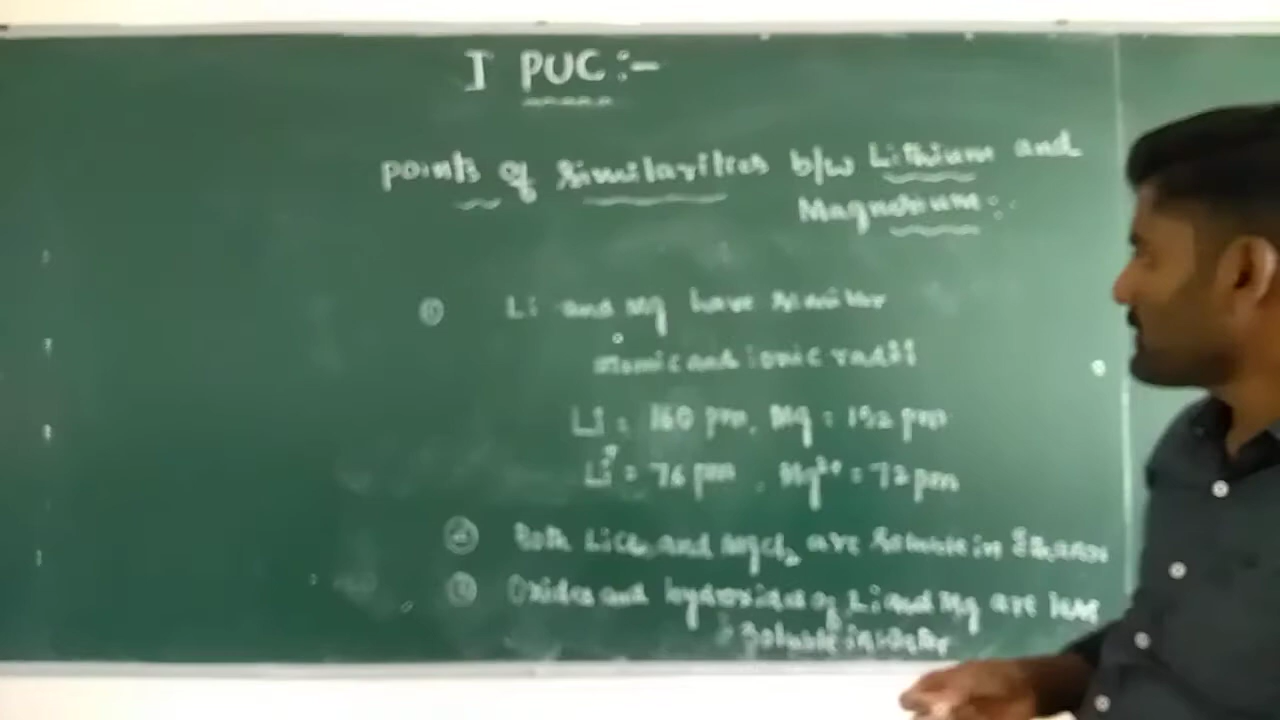 I PUC :-
points of Similarities b/w Lithium and
Magnesium :-
① Li and Mg have similar
atomic and ionic radii
Li = 160 pm, Mg = 152 pm
Li⁺ = 76 pm, Mg²⁺ = 72 pm
② Both LiCl and MgCl₂ are soluble in Ethanol
③ Oxides and hydroxides of Li and Mg are less
soluble in water